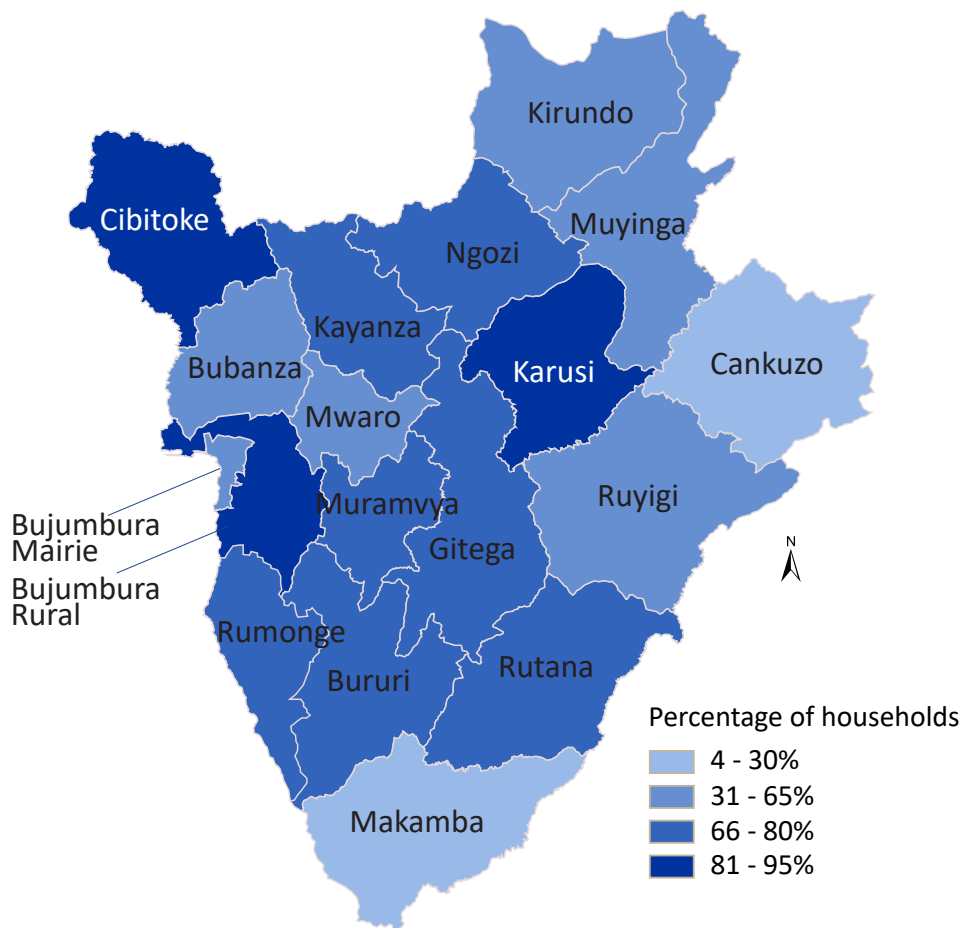 Kirundo
Cibitoke
Muyinga
Ngozi
Kayanza
Bubanza
Karusi
Cankuzo
Mwaro
Ruyigi
Muramvya
Bujumbura
Mairie
Gitega
N
Bujumbura
Rural
Rumonge
Rutana
Bururi
Makamba
Percentage of households
4 - 30%
31 - 65%
66 - 80%
81 - 95%